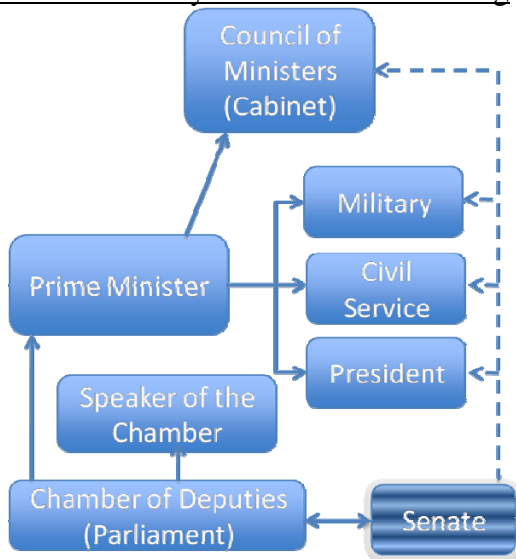 Council of
Ministers
(Cabinet)
Military
Prime Minister
Civil
Service
President
Speaker of the
Chamber
Chamber of Deputies
(Parliament)
Senate